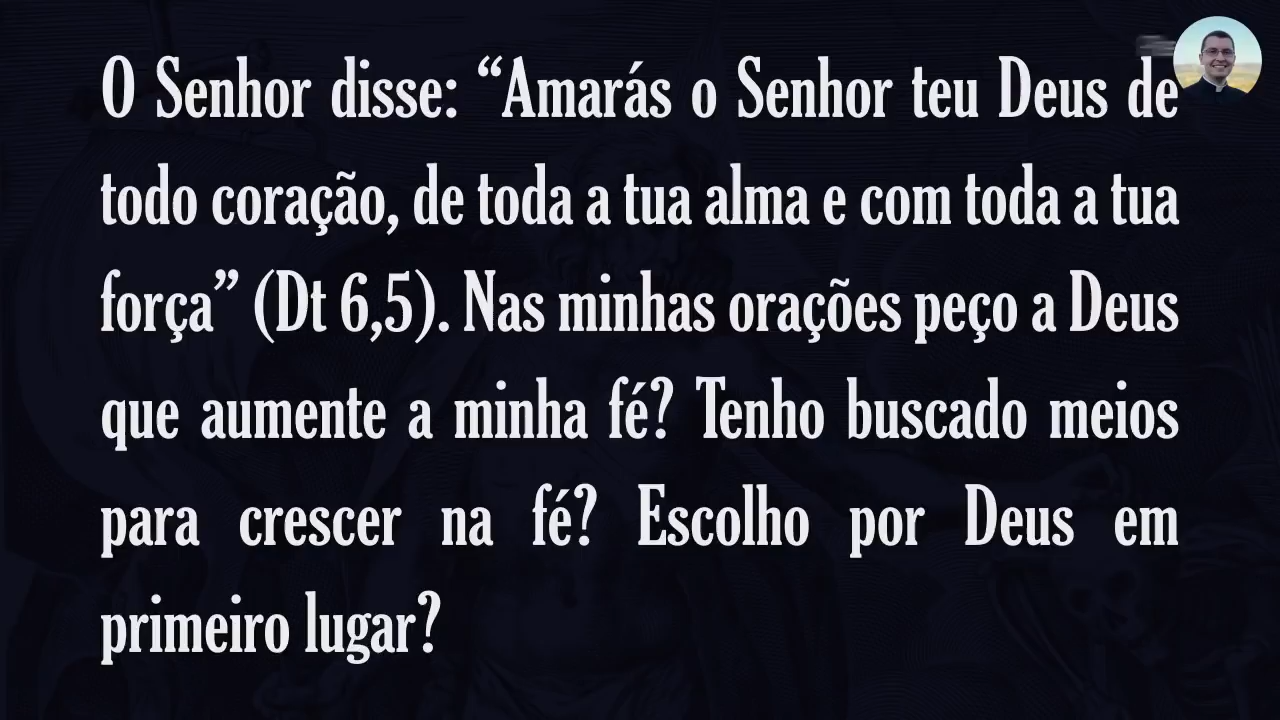 O Senhor disse: “Amarás o Senhor teu Deus de
todo coração, de toda a tua alma e com toda a tua
força” (Dt 6,5). Nas minhas orações peço a Deus
que aumente a minha fé? Tenho buscado meios
para crescer na fé? Escolho por Deus em
primeiro lugar?